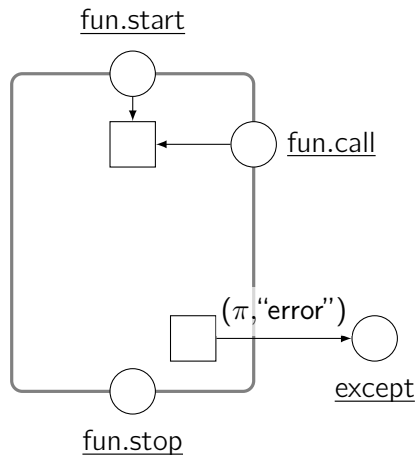 fun.start
fun.call
(π,“error”)
except
fun.stop